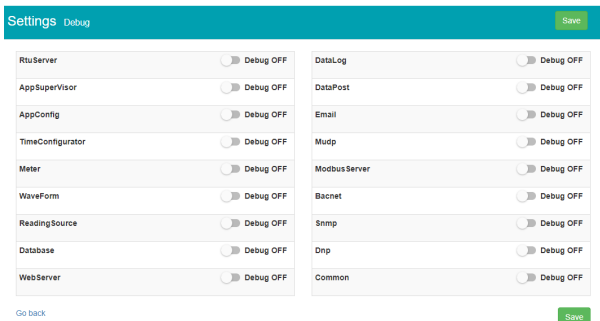 Settings Debug Save
RtuServer Debug OFF DataLog Debug OFF
AppSuperVisor Debug OFF DataPost Debug OFF
AppConfig Debug OFF Email Debug OFF
TimeConfigurator Debug OFF Mudp Debug OFF
Meter Debug OFF ModbusServer Debug OFF
WaveForm Debug OFF Bacnet Debug OFF
ReadingSource Debug OFF Snmp Debug OFF
Database Debug OFF Dnp Debug OFF
WebServer Debug OFF Common Debug OFF
Go back Save